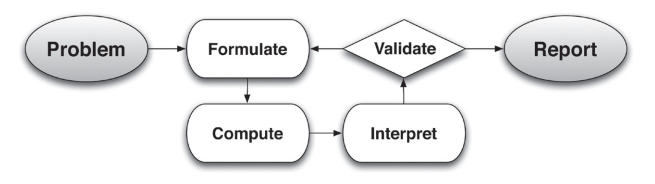 Problem
Formulate
Validate
Report
Compute
Interpret